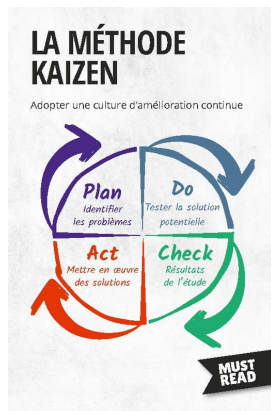 LA MÉTHODE
KAIZEN
Adopter une culture d'amélioration continue
Plan
Identifier
les problèmes
Do
Tester la solution
potentielle
Act
Mettre en œuvre
des solutions
Check
Résultats
de l'étude
MUST
READ